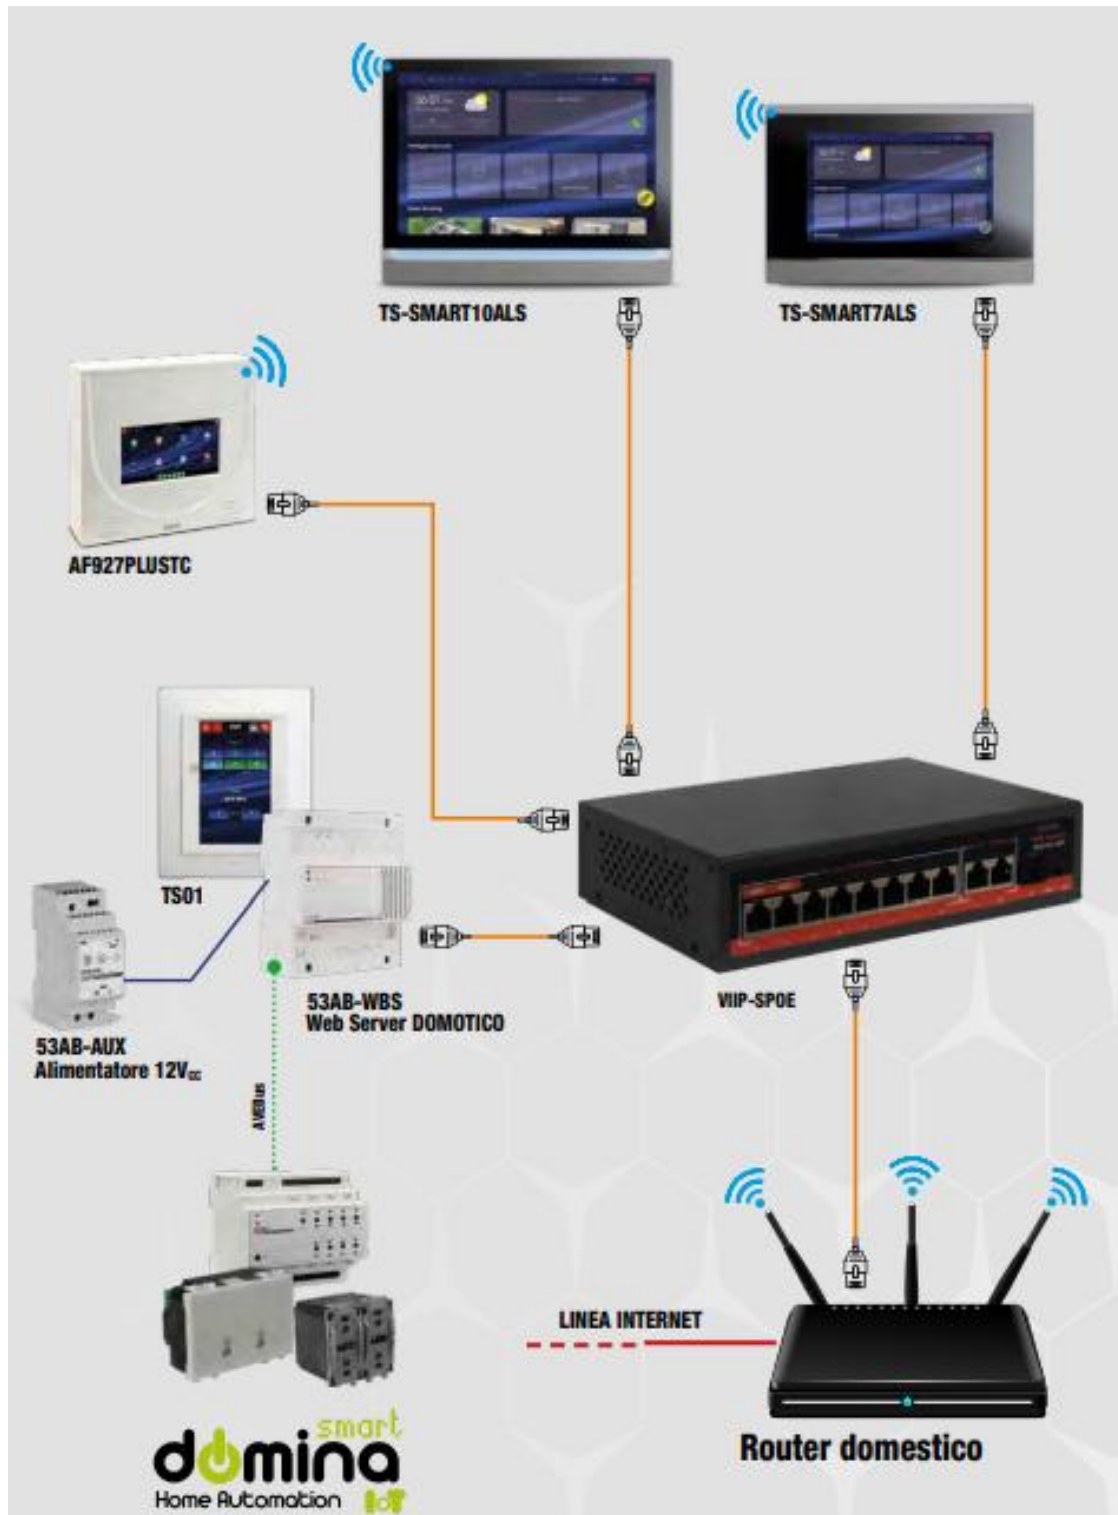 TS-SMART10ALS
TS-SMART7ALS
AF927PLUSTC
TS01
53AB-WBS
Web Server DOMOTICO
VIIP-SPOE
53AB-AUX
Alimentatore 12Vcc
AVEBus
LINEA INTERNET
Router domestico
smart
domina
Home Automation IoT